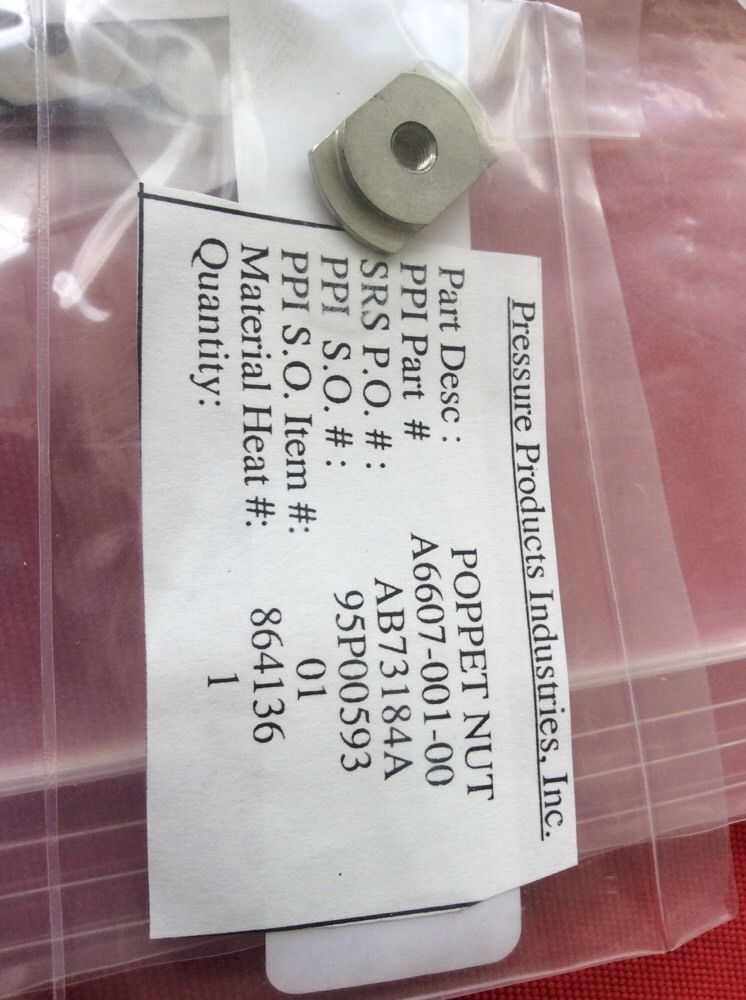 Pressure Products Industries, Inc.
Part Desc : POPPET NUT
PPI Part # A6607-001-00
SRS P.O. #: AB73184A
PPI S.O. #: 95P00593
PPI S.O. Item #: 01
Material Heat #: 864136
Quantity: 1